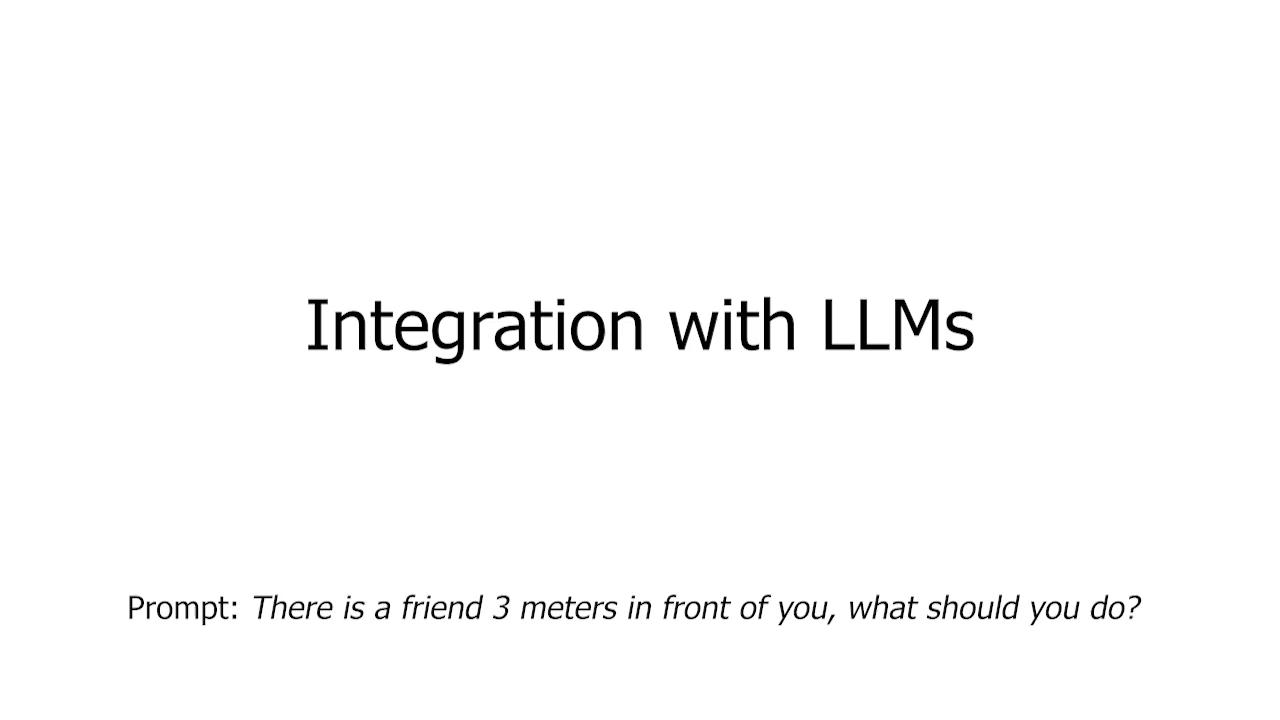 Integration with LLMs
Prompt: There is a friend 3 meters in front of you, what should you do?